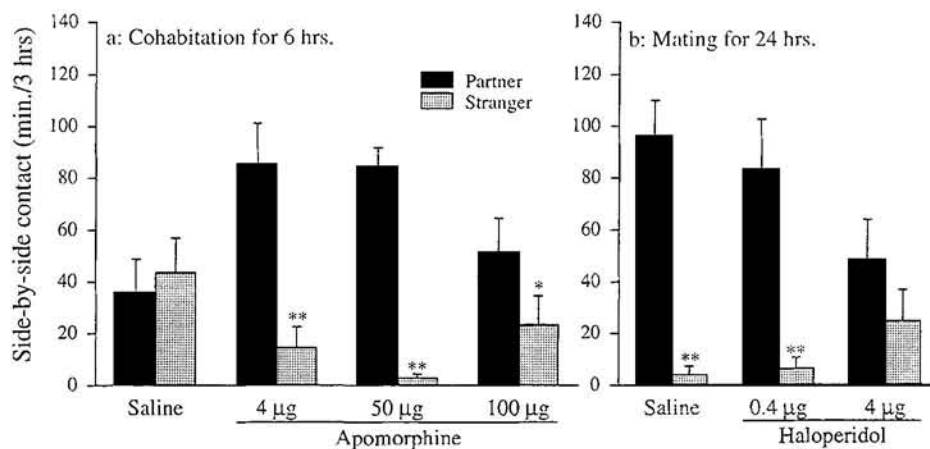 a: Cohabitation for 6 hrs.
b: Mating for 24 hrs.
Partner
Stranger
Side-by-side contact (min./3 hrs)
140
120
100
80
60
40
20
0
140
120
100
80
60
40
20
0
**
**
*
**
**
Saline
4 µg
50 µg
100 µg
Apomorphine
Saline
0.4 µg
4 µg
Haloperidol